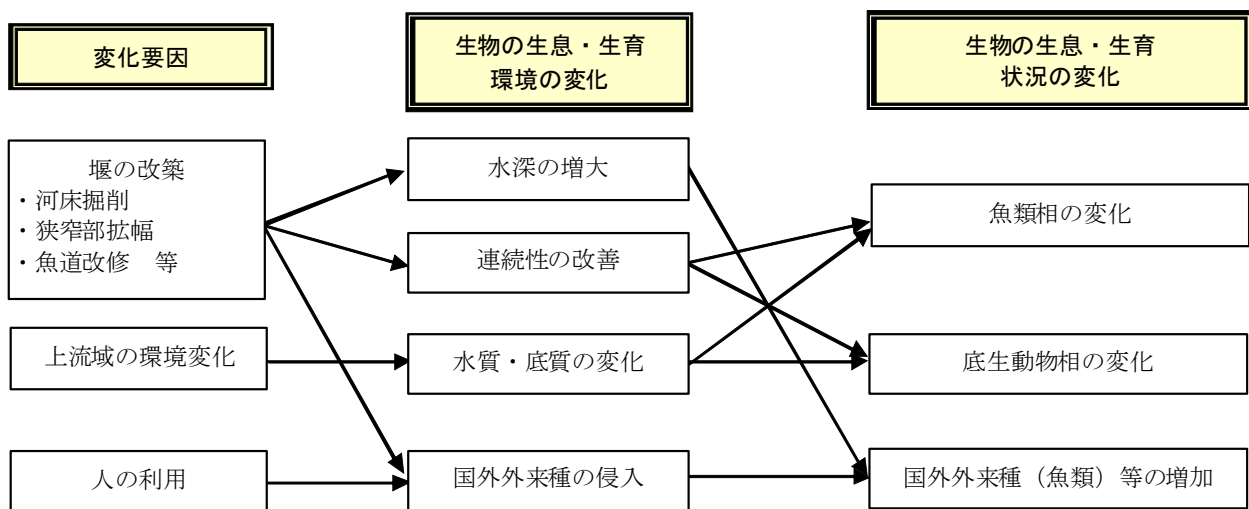 変化要因
生物の生息・生育
環境の変化
生物の生息・生育
状況の変化
堰の改築
・河床掘削
・狭窄部拡幅
・魚道改修　等
上流域の環境変化
人の利用
水深の増大
連続性の改善
水質・底質の変化
国外外来種の侵入
魚類相の変化
底生動物相の変化
国外外来種（魚類）等の増加